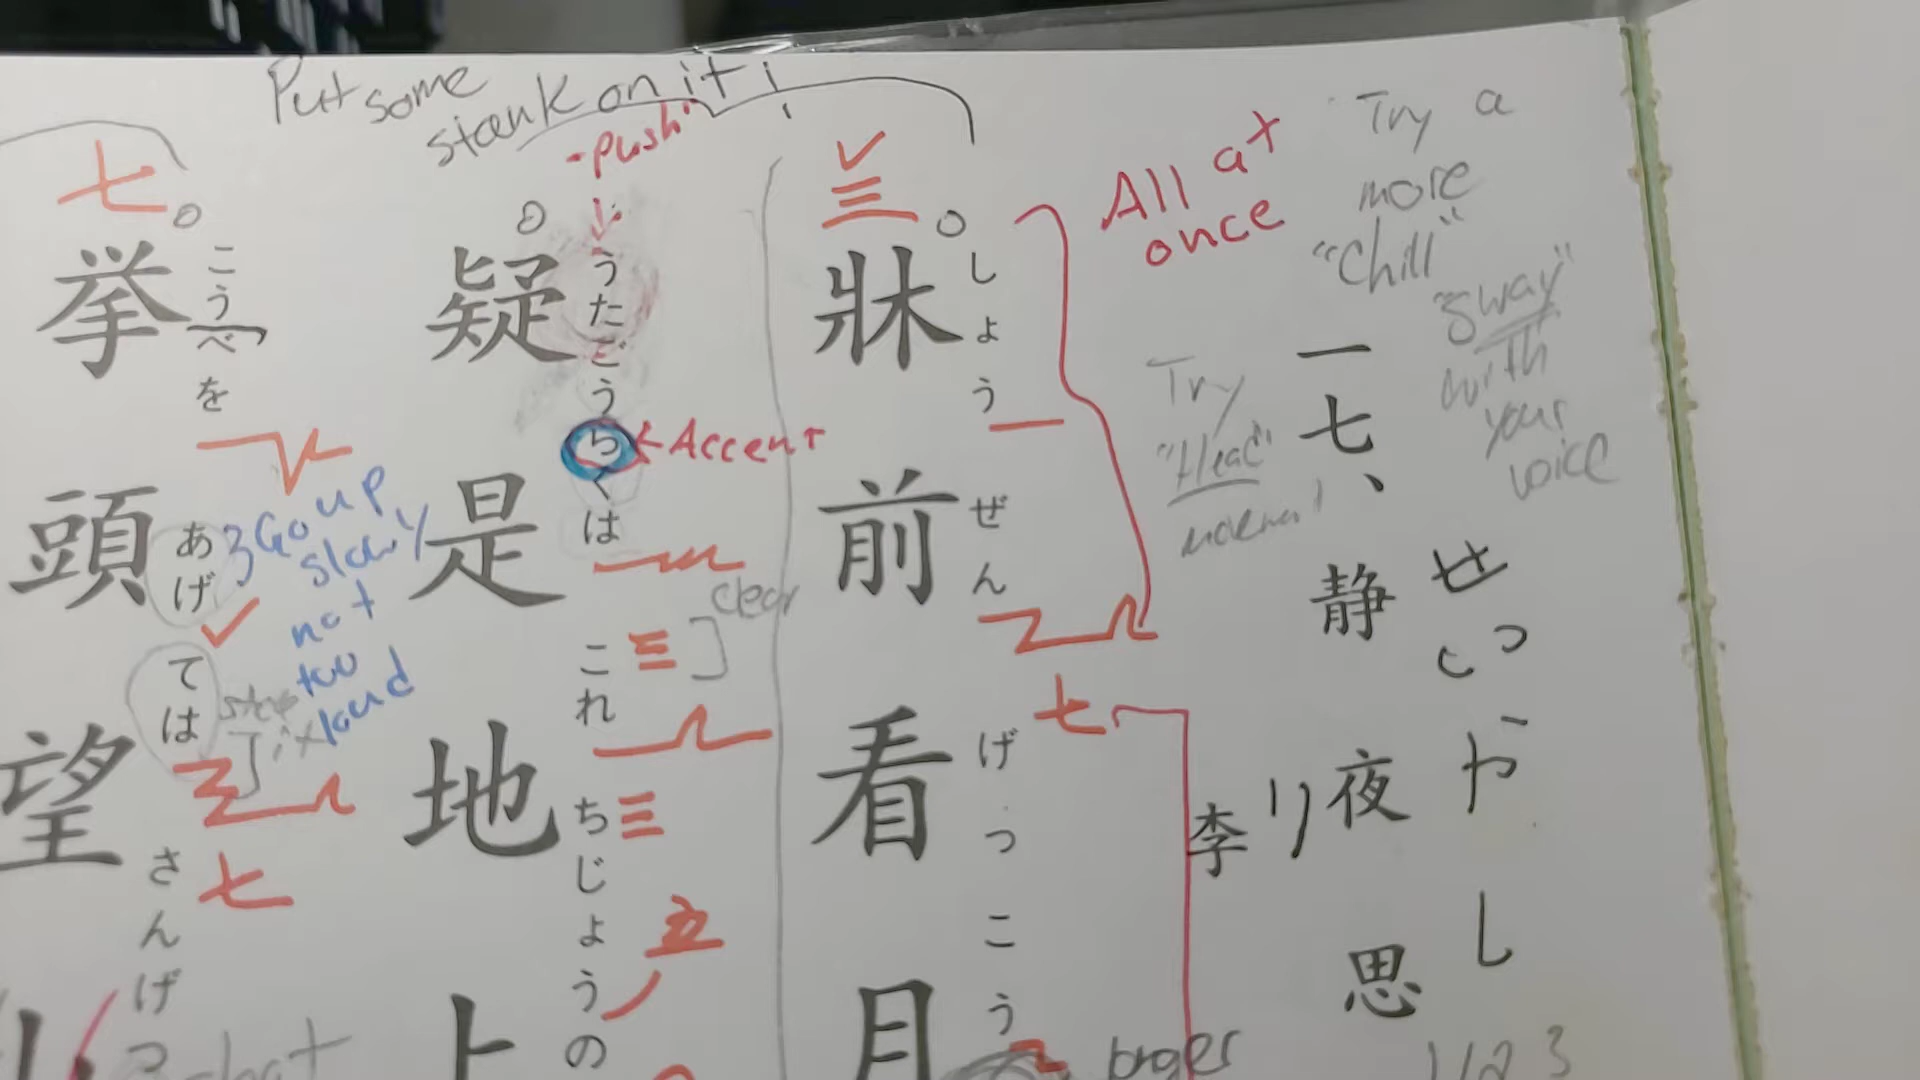 Put some
stank on it!
- push
All at
once
Try a
more
"Chill"
"sway"
with
your
voice
Try
"Head"
normal
一七、静夜思
せいやし
李
リ
三
牀前看月
しょうぜん
げっこう
七
疑是地上
うたごうらくは
←Accent
これ
三
clear
ちじょうの
三
五
七
挙頭望
こうべを
あげ
ては
Go up
slowly
not
too
loud
さんげつ
七